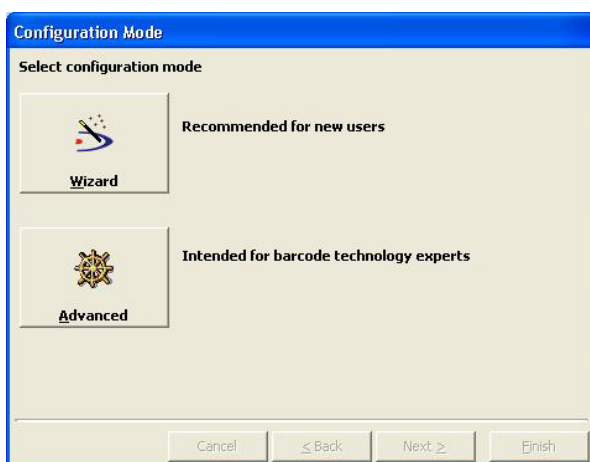 Configuration Mode
Select configuration mode
Recommended for new users
Wizard
Intended for barcode technology experts
Advanced
Cancel
< Back
Next >
Finish